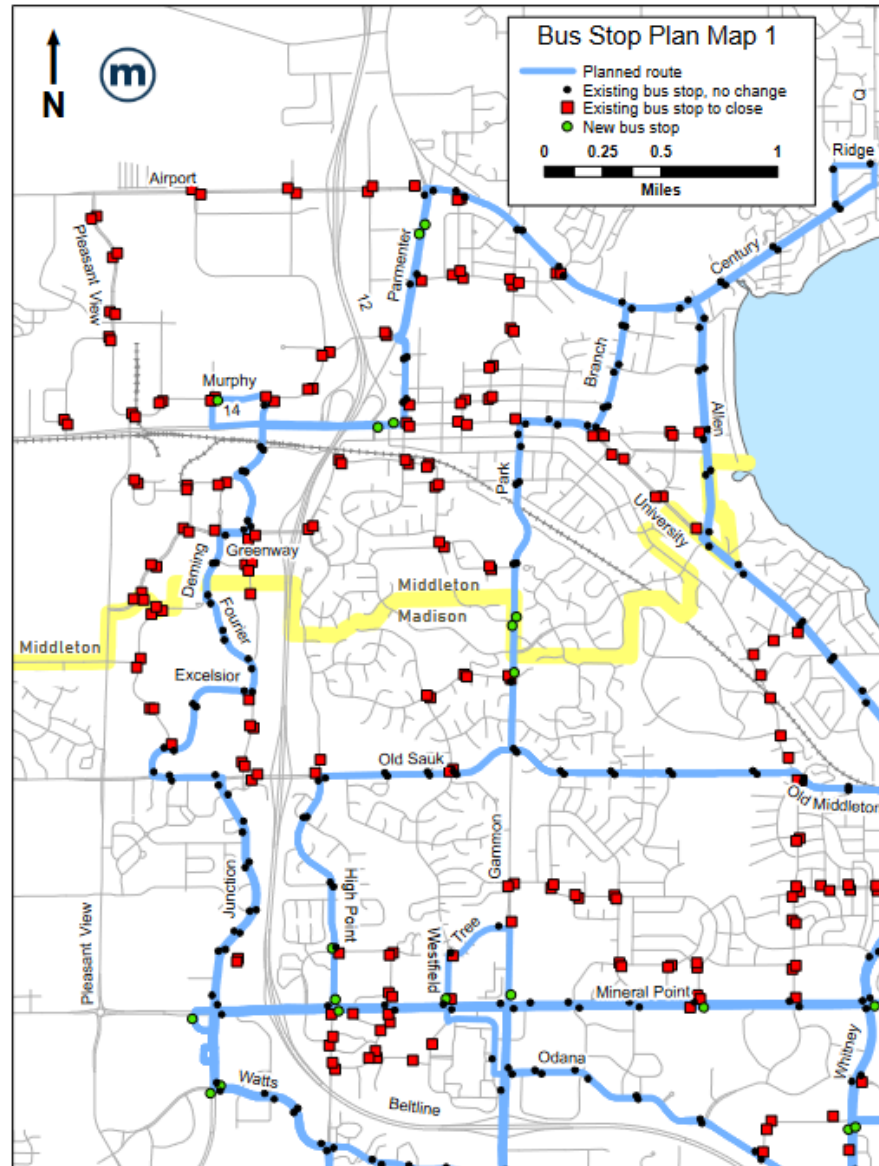 Bus Stop Plan Map 1
Planned route
Existing bus stop, no change
Existing bus stop to close
New bus stop
0 0.25 0.5 1
Miles
N
m
Q
Ridge
Airport
Pleasant View
Parmenter
12
Century
Murphy
14
Branch
Allen
Park
University
Deming
Greenway
Fourier
Middleton
Madison
Middleton
Excelsior
Old Sauk
Old Middleton
Gammon
Junction
High Point
Westfield
Tree
Pleasant View
Mineral Point
Whitney
Odana
Watts
Beltline